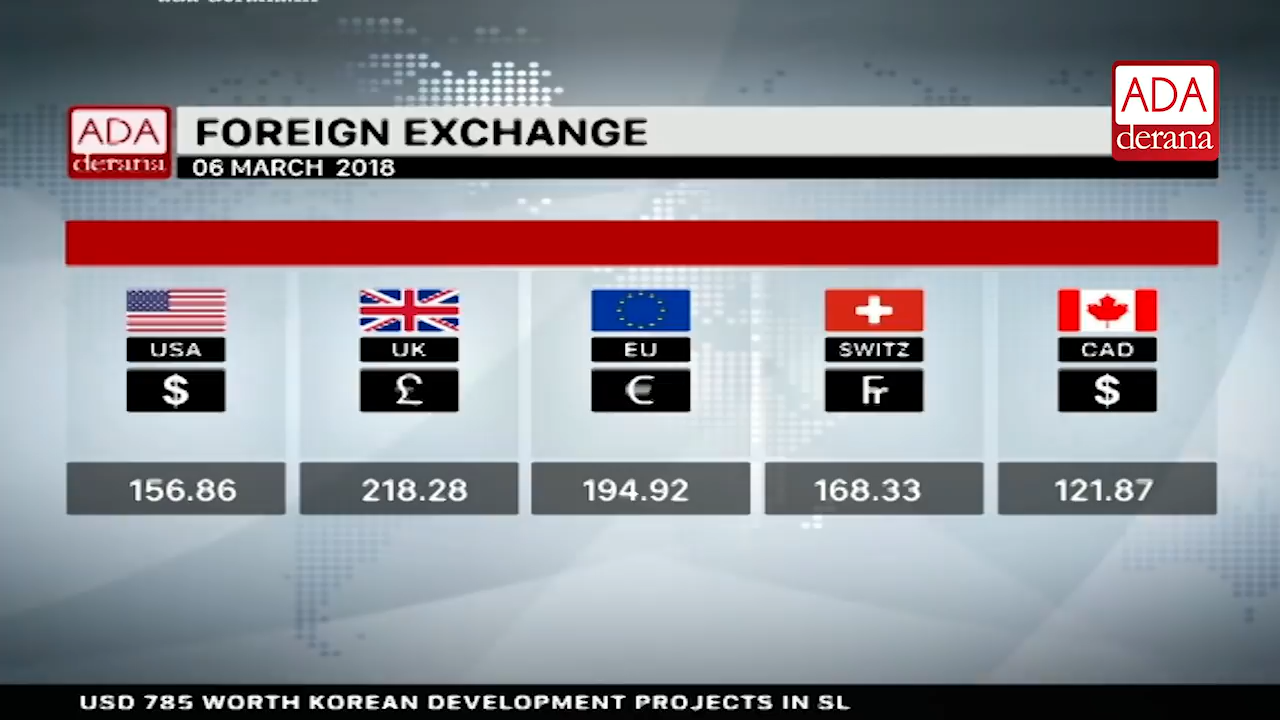 ADA
derana
ADA
derana
FOREIGN EXCHANGE
06 MARCH 2018
USA
UK
EU
SWITZ
CAD
$
£
€
Fr
$
156.86
218.28
194.92
168.33
121.87
USD 785 WORTH KOREAN DEVELOPMENT PROJECTS IN SL